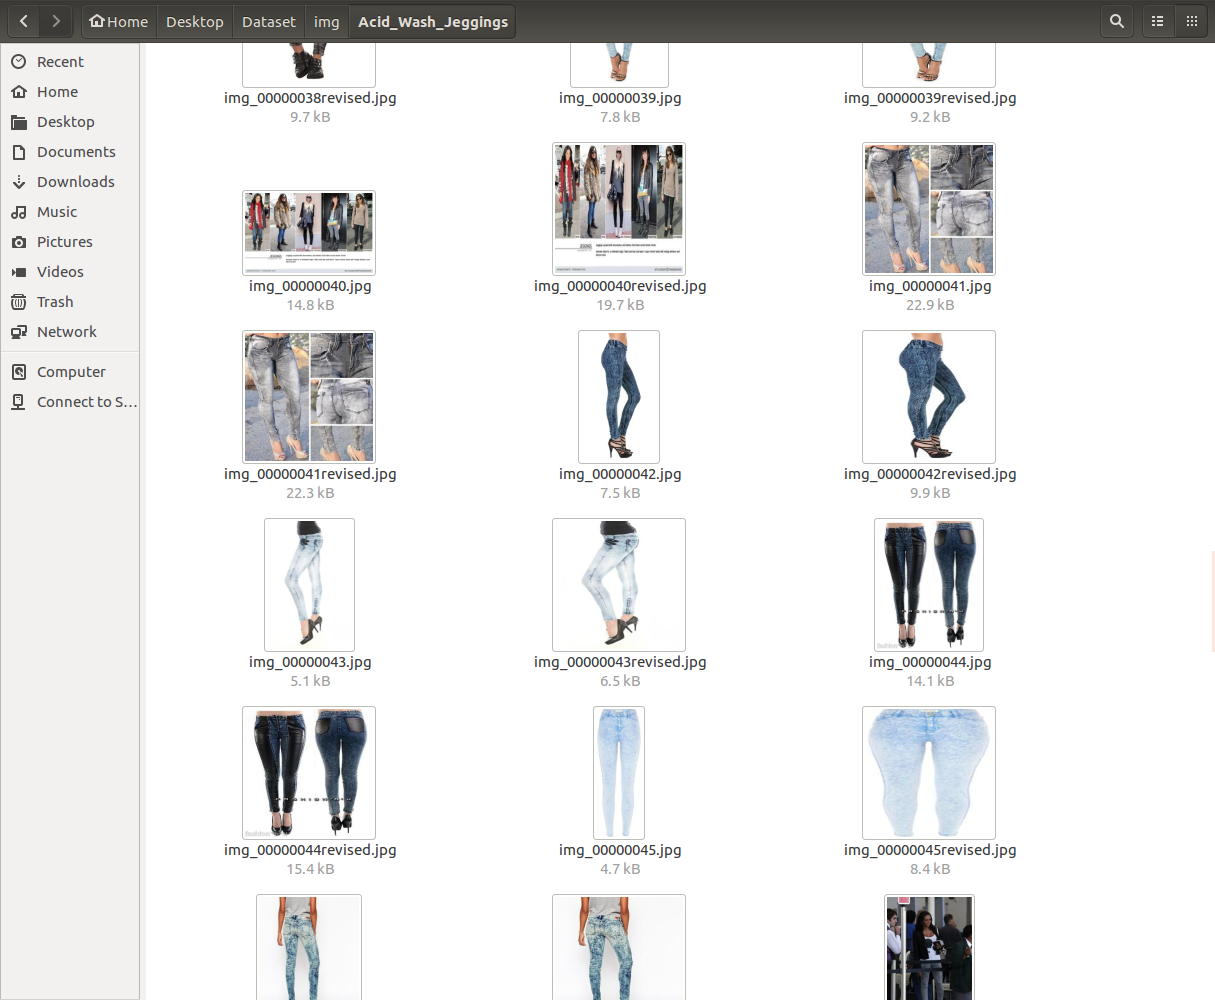 Home Desktop Dataset img Acid_Wash_Jeggings
Recent
Home
Desktop
Documents
Downloads
Music
Pictures
Videos
Trash
Network
Computer
Connect to S...
img_00000038revised.jpg img_00000039.jpg img_00000039revised.jpg
9.7 kB 7.8 kB 9.2 kB
img_00000040.jpg img_00000040revised.jpg img_00000041.jpg
14.8 kB 19.7 kB 22.9 kB
img_00000041revised.jpg img_00000042.jpg img_00000042revised.jpg
22.3 kB 7.5 kB 9.9 kB
img_00000043.jpg img_00000043revised.jpg img_00000044.jpg
5.1 kB 6.5 kB 14.1 kB
img_00000044revised.jpg img_00000045.jpg img_00000045revised.jpg
15.4 kB 4.7 kB 8.4 kB